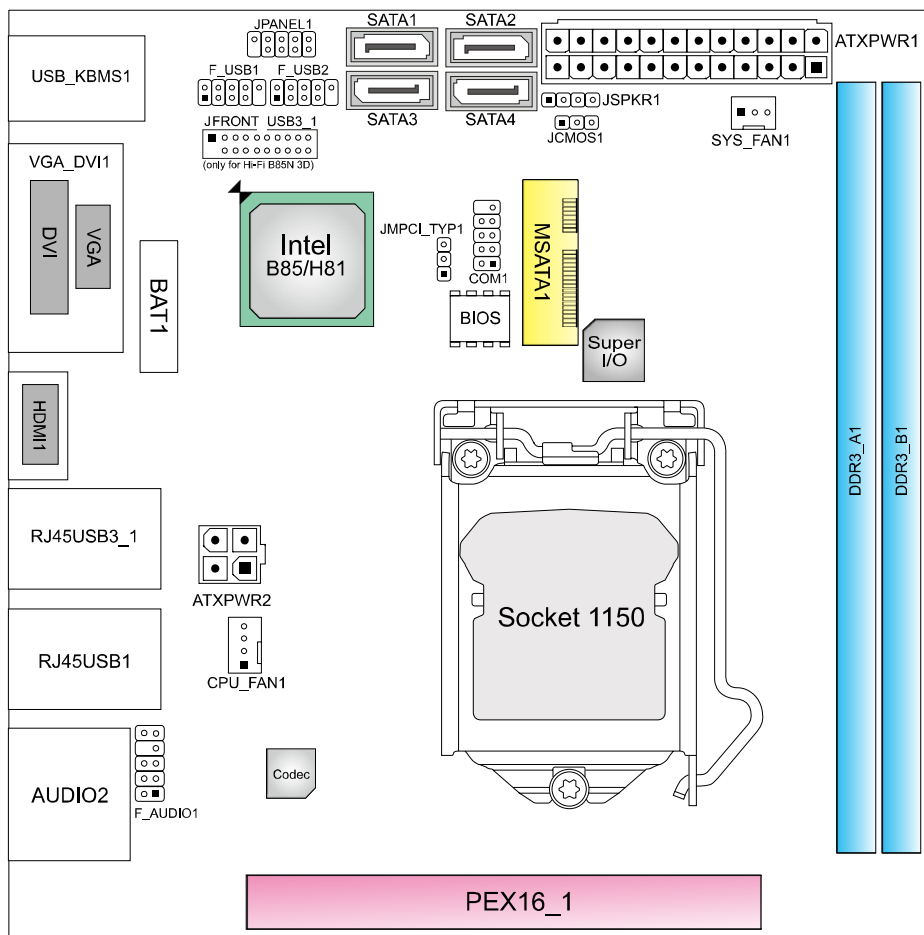 JPANEL1
SATA1
SATA2
ATXPWR1
USB_KBMS1
F_USB1
F_USB2
SATA3
SATA4
JSPKR1
JCMOS1
SYS_FAN1
JFRONT_USB3_1
(only for Hi-Fi B85N 3D)
VGA_DVI1
DVI
VGA
BAT1
Intel
B85/H81
JMPCI_TYP1
COM1
BIOS
MSATA1
Super
I/O
HDMI1
DDR3_A1
DDR3_B1
RJ45USB3_1
ATXPWR2
Socket 1150
RJ45USB1
CPU_FAN1
AUDIO2
F_AUDIO1
Codec
PEX16_1